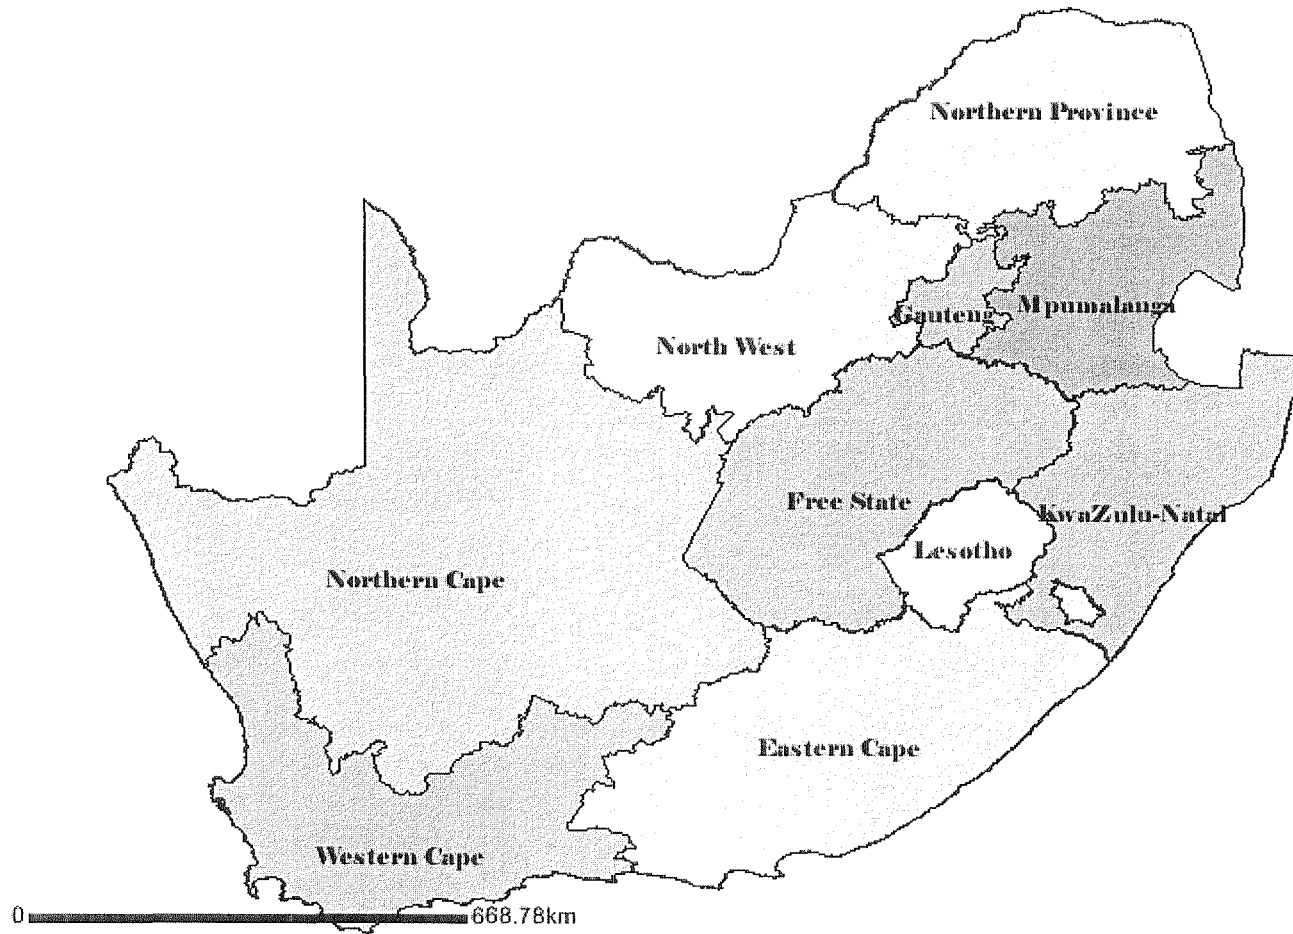 Northern Province
Mpumalanga
Gauteng
North West
Free State
KwaZulu-Natal
Lesotho
Northern Cape
Eastern Cape
Western Cape
0 668.78km